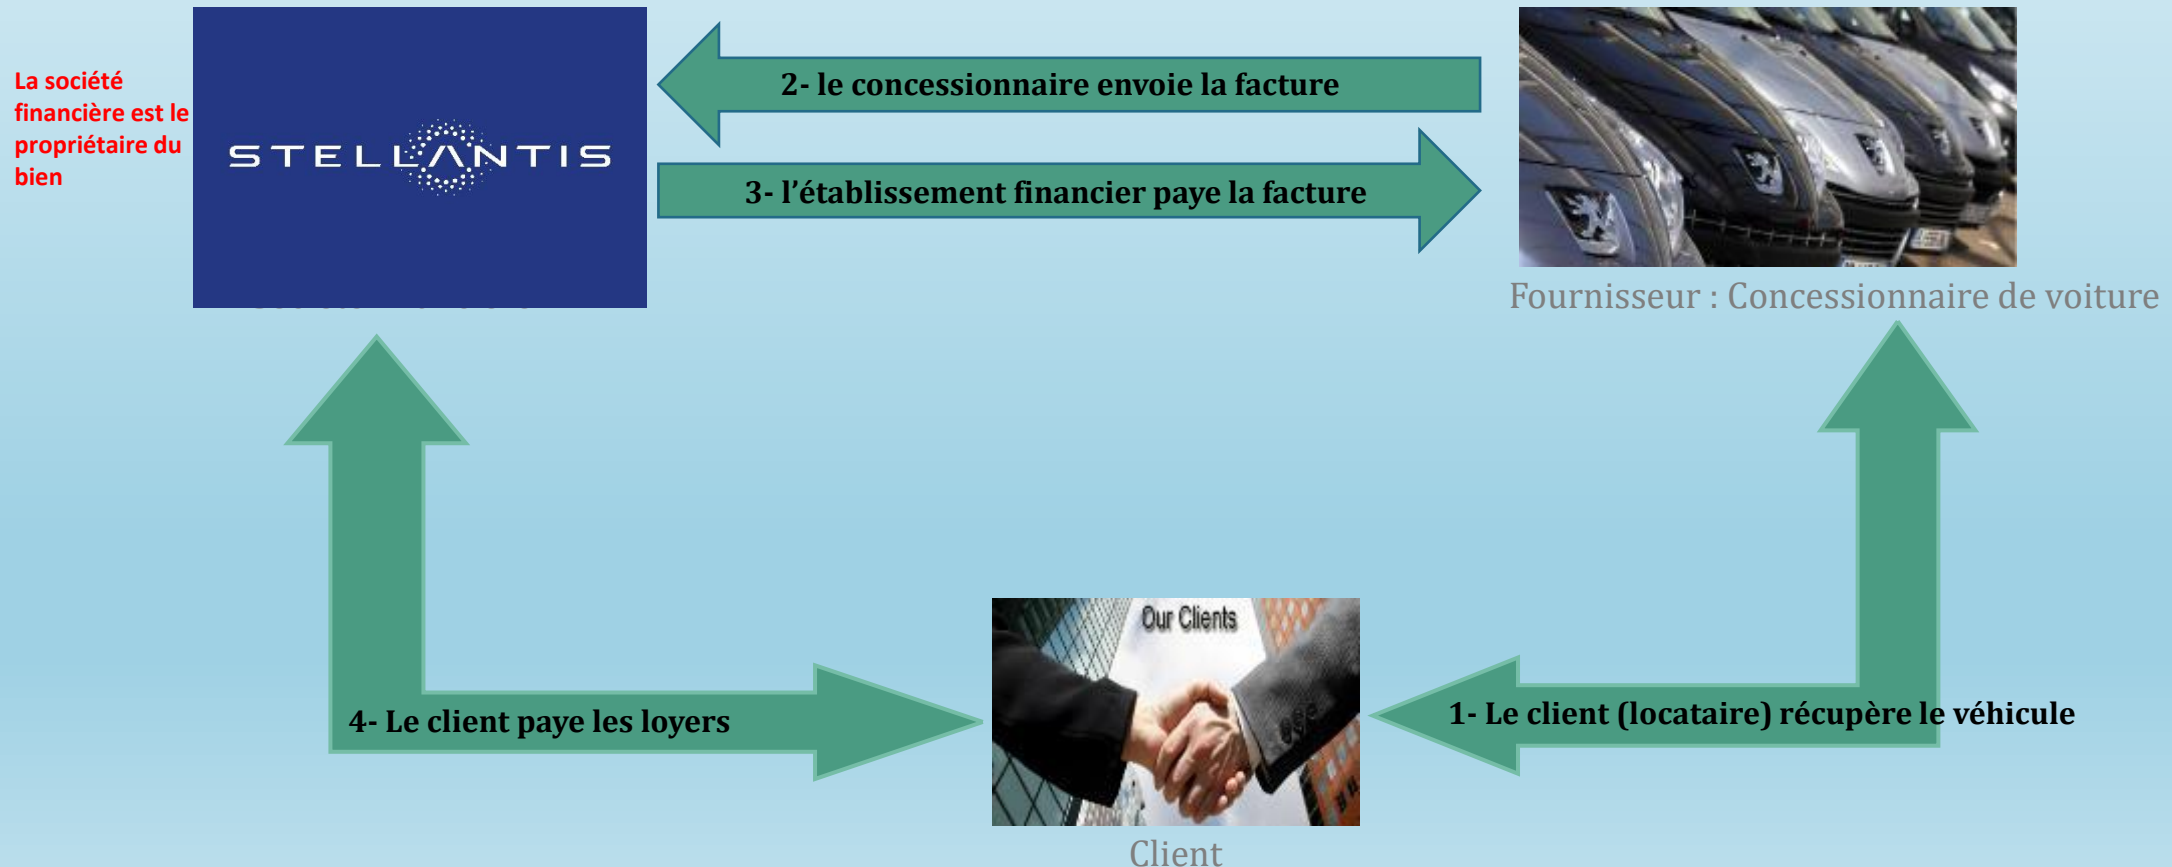 La société
financière est le
propriétaire du
bien
STELLANTIS
2- le concessionnaire envoie la facture
3- l’établissement financier paye la facture
Fournisseur : Concessionnaire de voiture
Our Clients
4- Le client paye les loyers
1- Le client (locataire) récupère le véhicule
Client